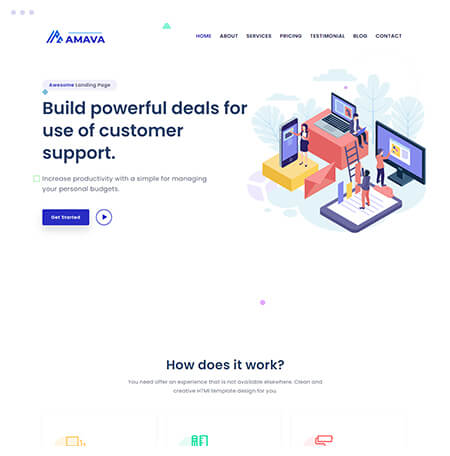 AMAVA
HOME ABOUT SERVICES PRICING TESTIMONIAL BLOG CONTACT
Awesome Landing Page
Build powerful deals for
use of customer
support.
Increase productivity with a simple for managing
your personal budgets.
Get Started
How does it work?
You need offer an experience that is not available elsewhere. Clean and
creative HTMl template design for you.